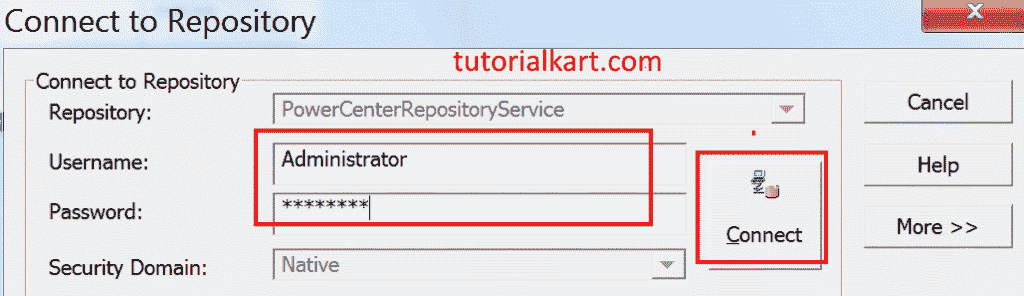 Connect to Repository
tutorialkart.com
Connect to Repository
Repository: PowerCenterRepositoryService
Cancel
Username: Administrator
Help
Password: ********
Connect
More >>
Security Domain: Native